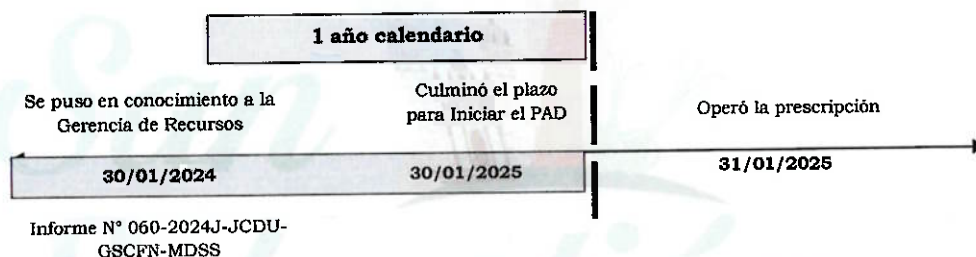 1 año calendario
Se puso en conocimiento a la
Gerencia de Recursos
Culminó el plazo
para Iniciar el PAD
Operó la prescripción
30/01/2024
30/01/2025
31/01/2025
Informe N° 060-2024J-JCDU-
GSCFN-MDSS